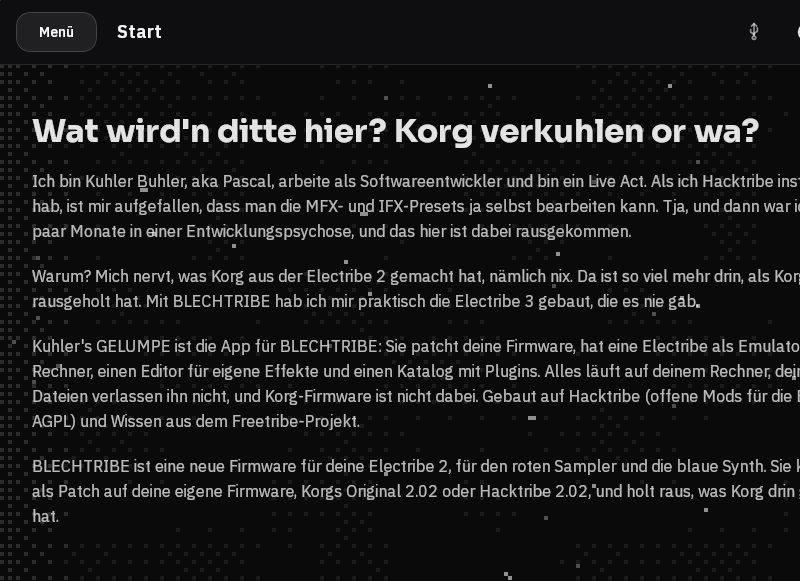 Menü
Start
Wat wird'n ditte hier? Korg verkuhlen or wa?
Ich bin Kuhler Buhler, aka Pascal, arbeite als Softwareentwickler und bin ein Live Act. Als ich Hacktribe
hab, ist mir aufgefallen, dass man die MFX- und IFX-Presets ja selbst bearbeiten kann. Tja, und dann war
paar Monate in einer Entwicklungspsychose, und das hier ist dabei rausgekommen.
Warum? Mich nervt, was Korg aus der Electribe 2 gemacht hat, nämlich nix. Da ist so viel mehr drin, als
rausgeholt hat. Mit BLECHTRIBE hab ich mir praktisch die Electribe 3 gebaut, die es nie gab.
Kuhler's GELUMPE ist die App für BLECHTRIBE: Sie patcht deine Firmware, hat eine Electribe als
Rechner, einen Editor für eigene Effekte und einen Katalog mit Plugins. Alles läuft auf deinem Rechner,
Dateien verlassen ihn nicht, und Korg-Firmware ist nicht dabei. Gebaut auf Hacktribe (offene Mods für die
AGPL) und Wissen aus dem Freetribe-Projekt.
BLECHTRIBE ist eine neue Firmware für deine Electribe 2, für den roten Sampler und die blaue Synth. Sie
als Patch auf deine eigene Firmware, Korgs Original 2.02 oder Hacktribe 2.02, und holt raus, was Korg drin
hat.